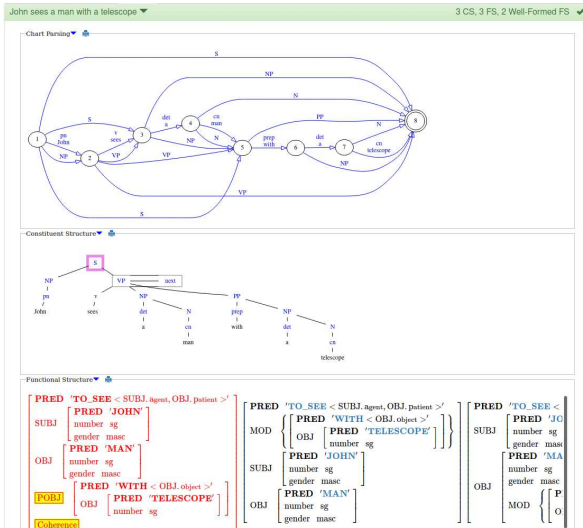 John sees a man with a telescope
3 CS, 3 FS, 2 Well-Formed FS
Chart Parsing
S
NP
N
S
pn
John
NP
v
sees
VP
det
a
cn
man
N
NP
VP
PP
prep
with
det
a
N
cn
telescope
NP
VP
S
1
2
3
4
5
6
7
8
Constituent Structure
S
NP
VP
next
pn
v
NP
PP
John
sees
det
N
prep
NP
a
cn
with
det
N
man
a
cn
telescope
Functional Structure
PRED 'TO_SEE < SUBJ. agent, OBJ. patient >'
SUBJ
PRED 'JOHN'
number sg
gender masc
OBJ
PRED 'MAN'
number sg
gender masc
POBJ
PRED 'WITH < OBJ. object >'
OBJ
PRED 'TELESCOPE'
number sg
Coherence
PRED 'TO_SEE < SUBJ. agent, OBJ. patient >'
MOD
PRED 'WITH < OBJ. object >'
OBJ
PRED 'TELESCOPE'
number sg
SUBJ
PRED 'JOHN'
number sg
gender masc
OBJ
PRED 'MAN'
number sg
gender masc
PRED 'TO_SEE <
SUBJ
PRED 'JO
number sg
gender masc
OBJ
PRED 'MA
number sg
gender masc
MOD
P
O